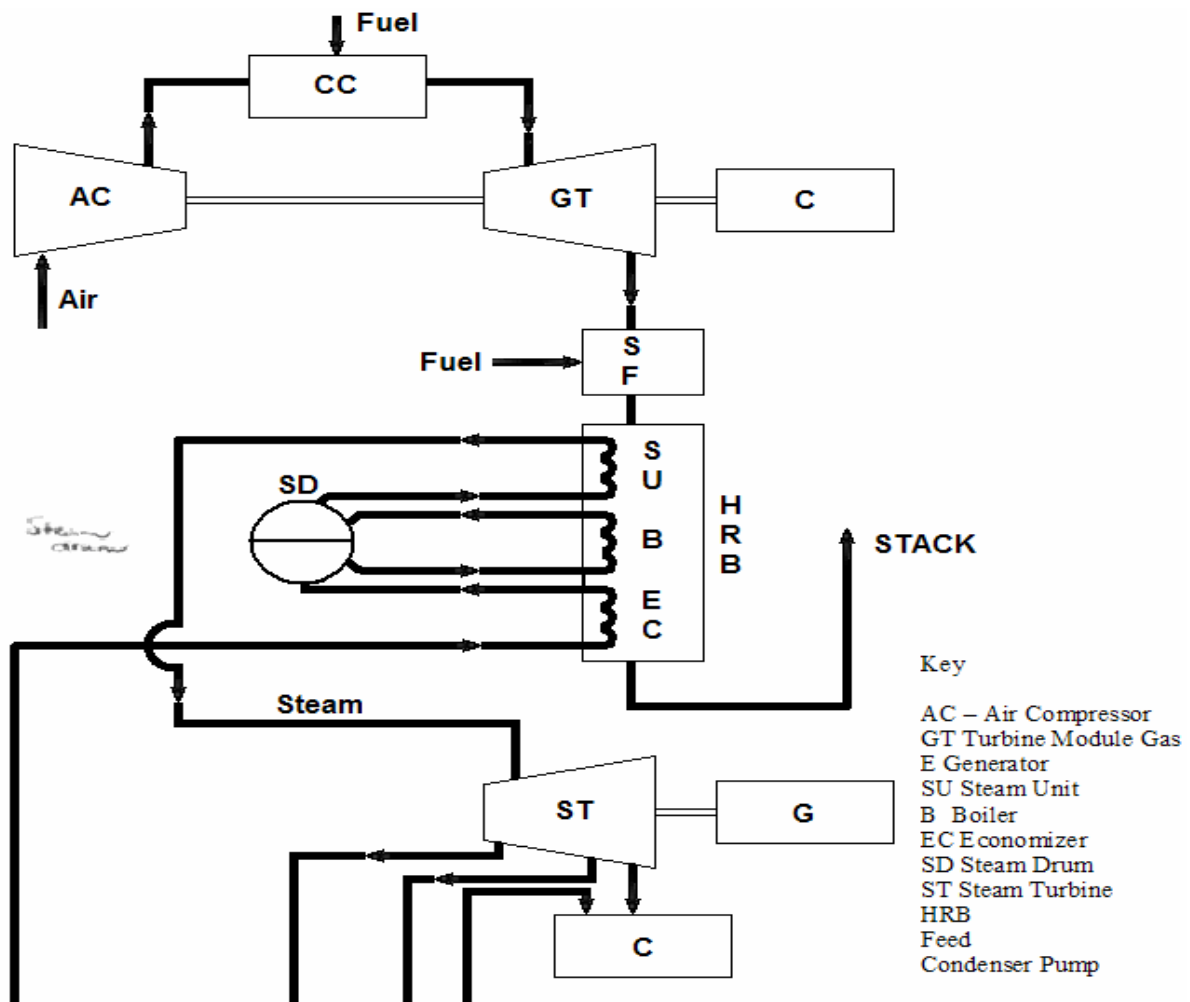 Fuel
CC
AC
GT
C
Air
Fuel
S
F
S
U
SD
H
R
B
B
STACK
E
C
Steam
ST
G
C
Key
AC – Air Compressor
GT Turbine Module Gas
E Generator
SU Steam Unit
B Boiler
EC Economizer
SD Steam Drum
ST Steam Turbine
HRB
Feed
Condenser Pump